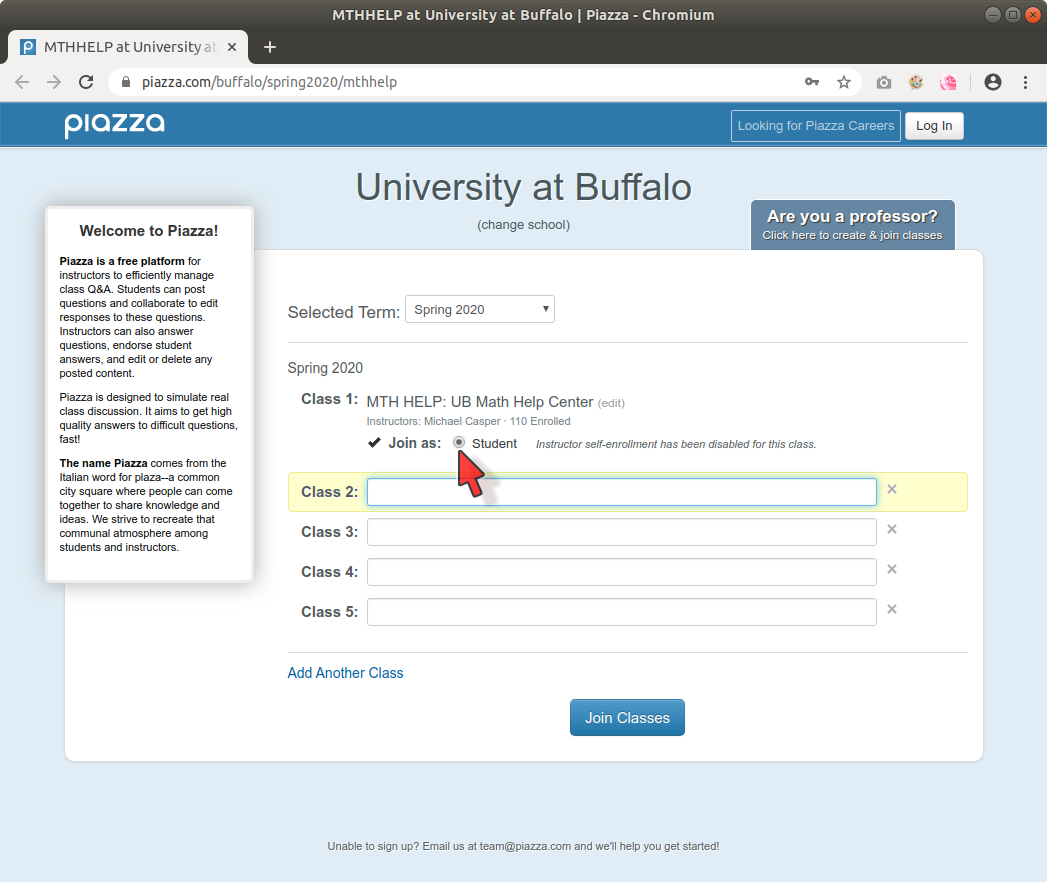 MTHHELP at University at Buffalo | Piazza - Chromium
MTHHELP at University at
piazza.com/buffalo/spring2020/mthhelp
piazza
Looking for Piazza Careers
Log In
University at Buffalo
(change school)
Are you a professor?
Click here to create & join classes
Welcome to Piazza!
Piazza is a free platform for
instructors to efficiently manage
class Q&A. Students can post
questions and collaborate to edit
responses to these questions.
Instructors can also answer
questions, endorse student
answers, and edit or delete any
posted content.
Piazza is designed to simulate real
class discussion. It aims to get high
quality answers to difficult questions,
fast!
The name Piazza comes from the
Italian word for plaza--a common
city square where people can come
together to share knowledge and
ideas. We strive to recreate that
communal atmosphere among
students and instructors.
Selected Term: Spring 2020
Spring 2020
Class 1: MTH HELP: UB Math Help Center (edit)
Instructors: Michael Casper · 110 Enrolled
Join as: Student Instructor self-enrollment has been disabled for this class.
Class 2:
Class 3:
Class 4:
Class 5:
Add Another Class
Join Classes
Unable to sign up? Email us at team@piazza.com and we'll help you get started!